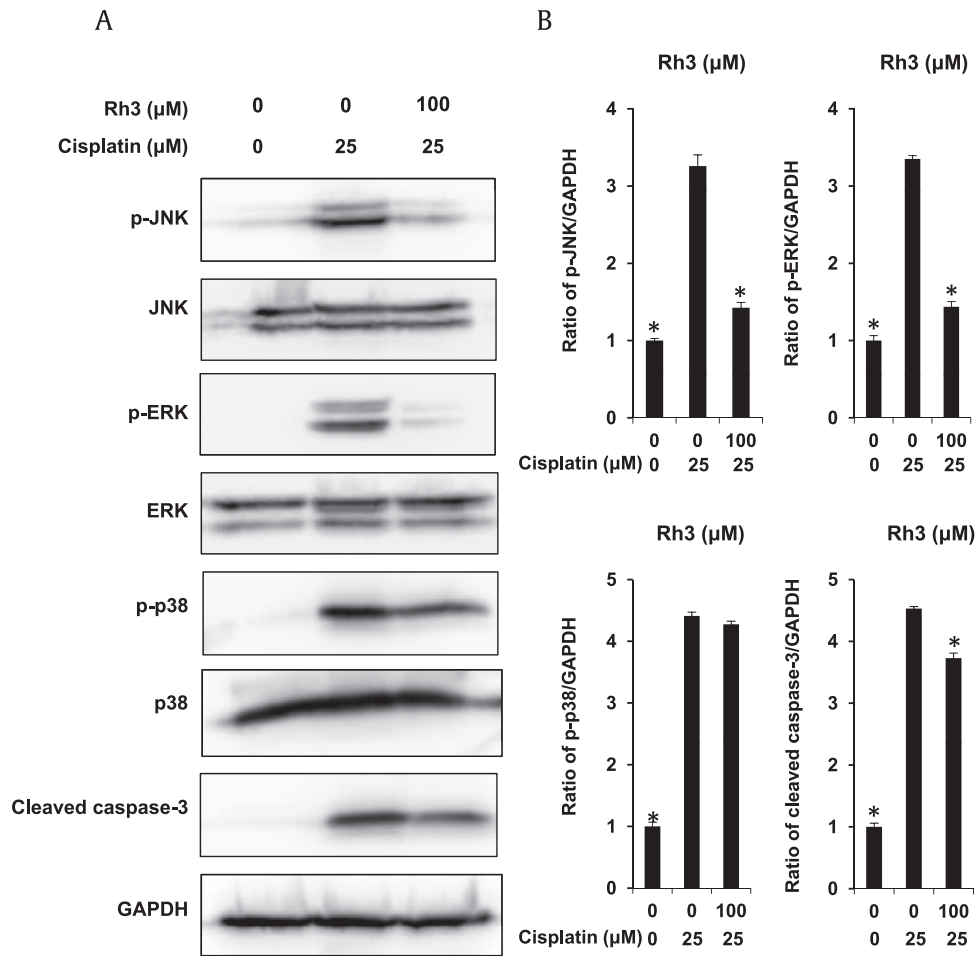 A
Rh3 (µM) 0 0 100
Cisplatin (µM) 0 25 25
p-JNK
JNK
p-ERK
ERK
p-p38
p38
Cleaved caspase-3
GAPDH
B
Rh3 (µM)
Ratio of p-JNK/GAPDH
4
3
2
1
0
*
*
0 0 100
Cisplatin (µM) 0 25 25
Rh3 (µM)
Ratio of p-ERK/GAPDH
4
3
2
1
0
*
*
0 0 100
0 25 25
Rh3 (µM)
Ratio of p-p38/GAPDH
5
4
3
2
1
0
*
0 0 100
Cisplatin (µM) 0 25 25
Rh3 (µM)
Ratio of cleaved caspase-3/GAPDH
5
4
3
2
1
0
*
*
0 0 100
0 25 25